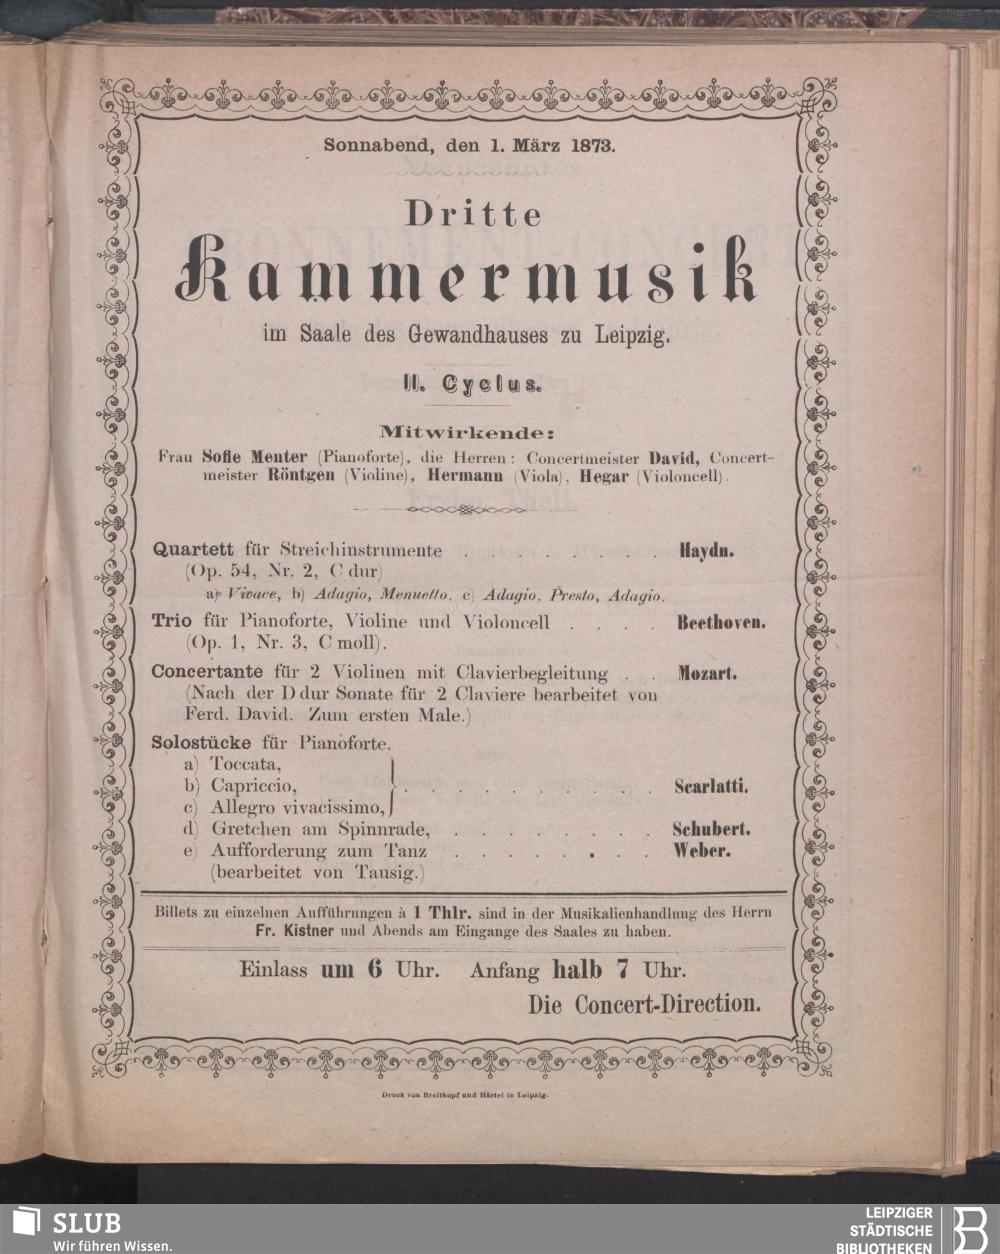 Sonnabend, den 1. März 1873.
Dritte
Kammermusik
im Saale des Gewandhauses zu Leipzig.
II. Cyclus.
Mitwirkende:
Frau Sofie Menter (Pianoforte), die Herren: Concertmeister David, Concert-
meister Röntgen (Violine), Hermann (Viola), Hegar (Violoncell).
Quartett für Streichinstrumente . . . . . . Haydn.
(Op. 54, Nr. 2, C dur)
a) Vivace, b) Adagio, Menuetto, c) Adagio, Presto, Adagio.
Trio für Pianoforte, Violine und Violoncell . . . . Beethoven.
(Op. 1, Nr. 3, C moll).
Concertante für 2 Violinen mit Clavierbegleitung . . Mozart.
(Nach der D dur Sonate für 2 Claviere bearbeitet von
Ferd. David. Zum ersten Male.)
Solostücke für Pianoforte.
a) Toccata,
b) Capriccio, . . . . . . . . . . Scarlatti.
c) Allegro vivacissimo,
d) Gretchen am Spinnrade, . . . . . . . Schubert.
e) Aufforderung zum Tanz . . . . . . . . Weber.
(bearbeitet von Tausig.)
Billets zu einzelnen Aufführungen à 1 Thlr. sind in der Musikalienhandlung des Herrn
Fr. Kistner und Abends am Eingange des Saales zu haben.
Einlass um 6 Uhr. Anfang halb 7 Uhr.
Die Concert-Direction.
Druck von Breitkopf und Härtel in Leipzig.
SLUB
Wir führen Wissen.
LEIPZIGER
STÄDTISCHE
BIBLIOTHEKEN